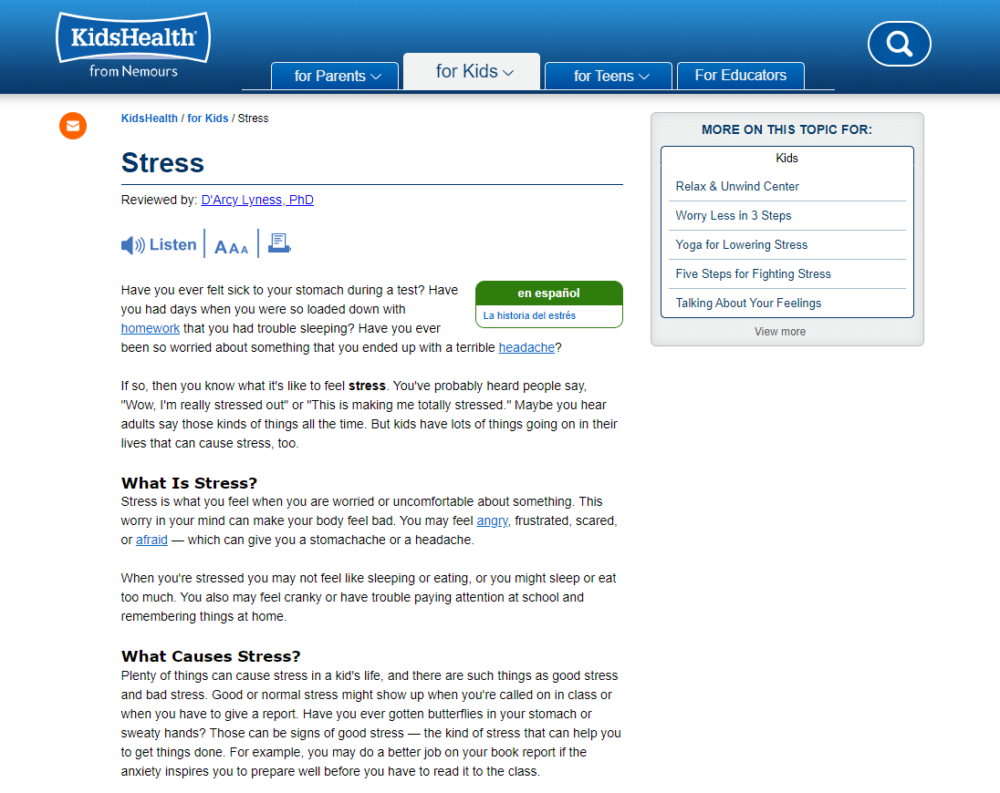 KidsHealth®
from Nemours
for Parents
for Kids
for Teens
For Educators
KidsHealth / for Kids / Stress
Stress
Reviewed by: D'Arcy Lyness, PhD
Listen
A A A
en español
La historia del estrés
Have you ever felt sick to your stomach during a test? Have
you had days when you were so loaded down with
homework that you had trouble sleeping? Have you ever
been so worried about something that you ended up with a terrible headache?
If so, then you know what it's like to feel stress. You've probably heard people say,
"Wow, I'm really stressed out" or "This is making me totally stressed." Maybe you hear
adults say those kinds of things all the time. But kids have lots of things going on in their
lives that can cause stress, too.
What Is Stress?
Stress is what you feel when you are worried or uncomfortable about something. This
worry in your mind can make your body feel bad. You may feel angry, frustrated, scared,
or afraid — which can give you a stomachache or a headache.
When you're stressed you may not feel like sleeping or eating, or you might sleep or eat
too much. You also may feel cranky or have trouble paying attention at school and
remembering things at home.
What Causes Stress?
Plenty of things can cause stress in a kid's life, and there are such things as good stress
and bad stress. Good or normal stress might show up when you're called on in class or
when you have to give a report. Have you ever gotten butterflies in your stomach or
sweaty hands? Those can be signs of good stress — the kind of stress that can help you
to get things done. For example, you may do a better job on your book report if the
anxiety inspires you to prepare well before you have to read it to the class.
MORE ON THIS TOPIC FOR:
Kids
Relax & Unwind Center
Worry Less in 3 Steps
Yoga for Lowering Stress
Five Steps for Fighting Stress
Talking About Your Feelings
View more